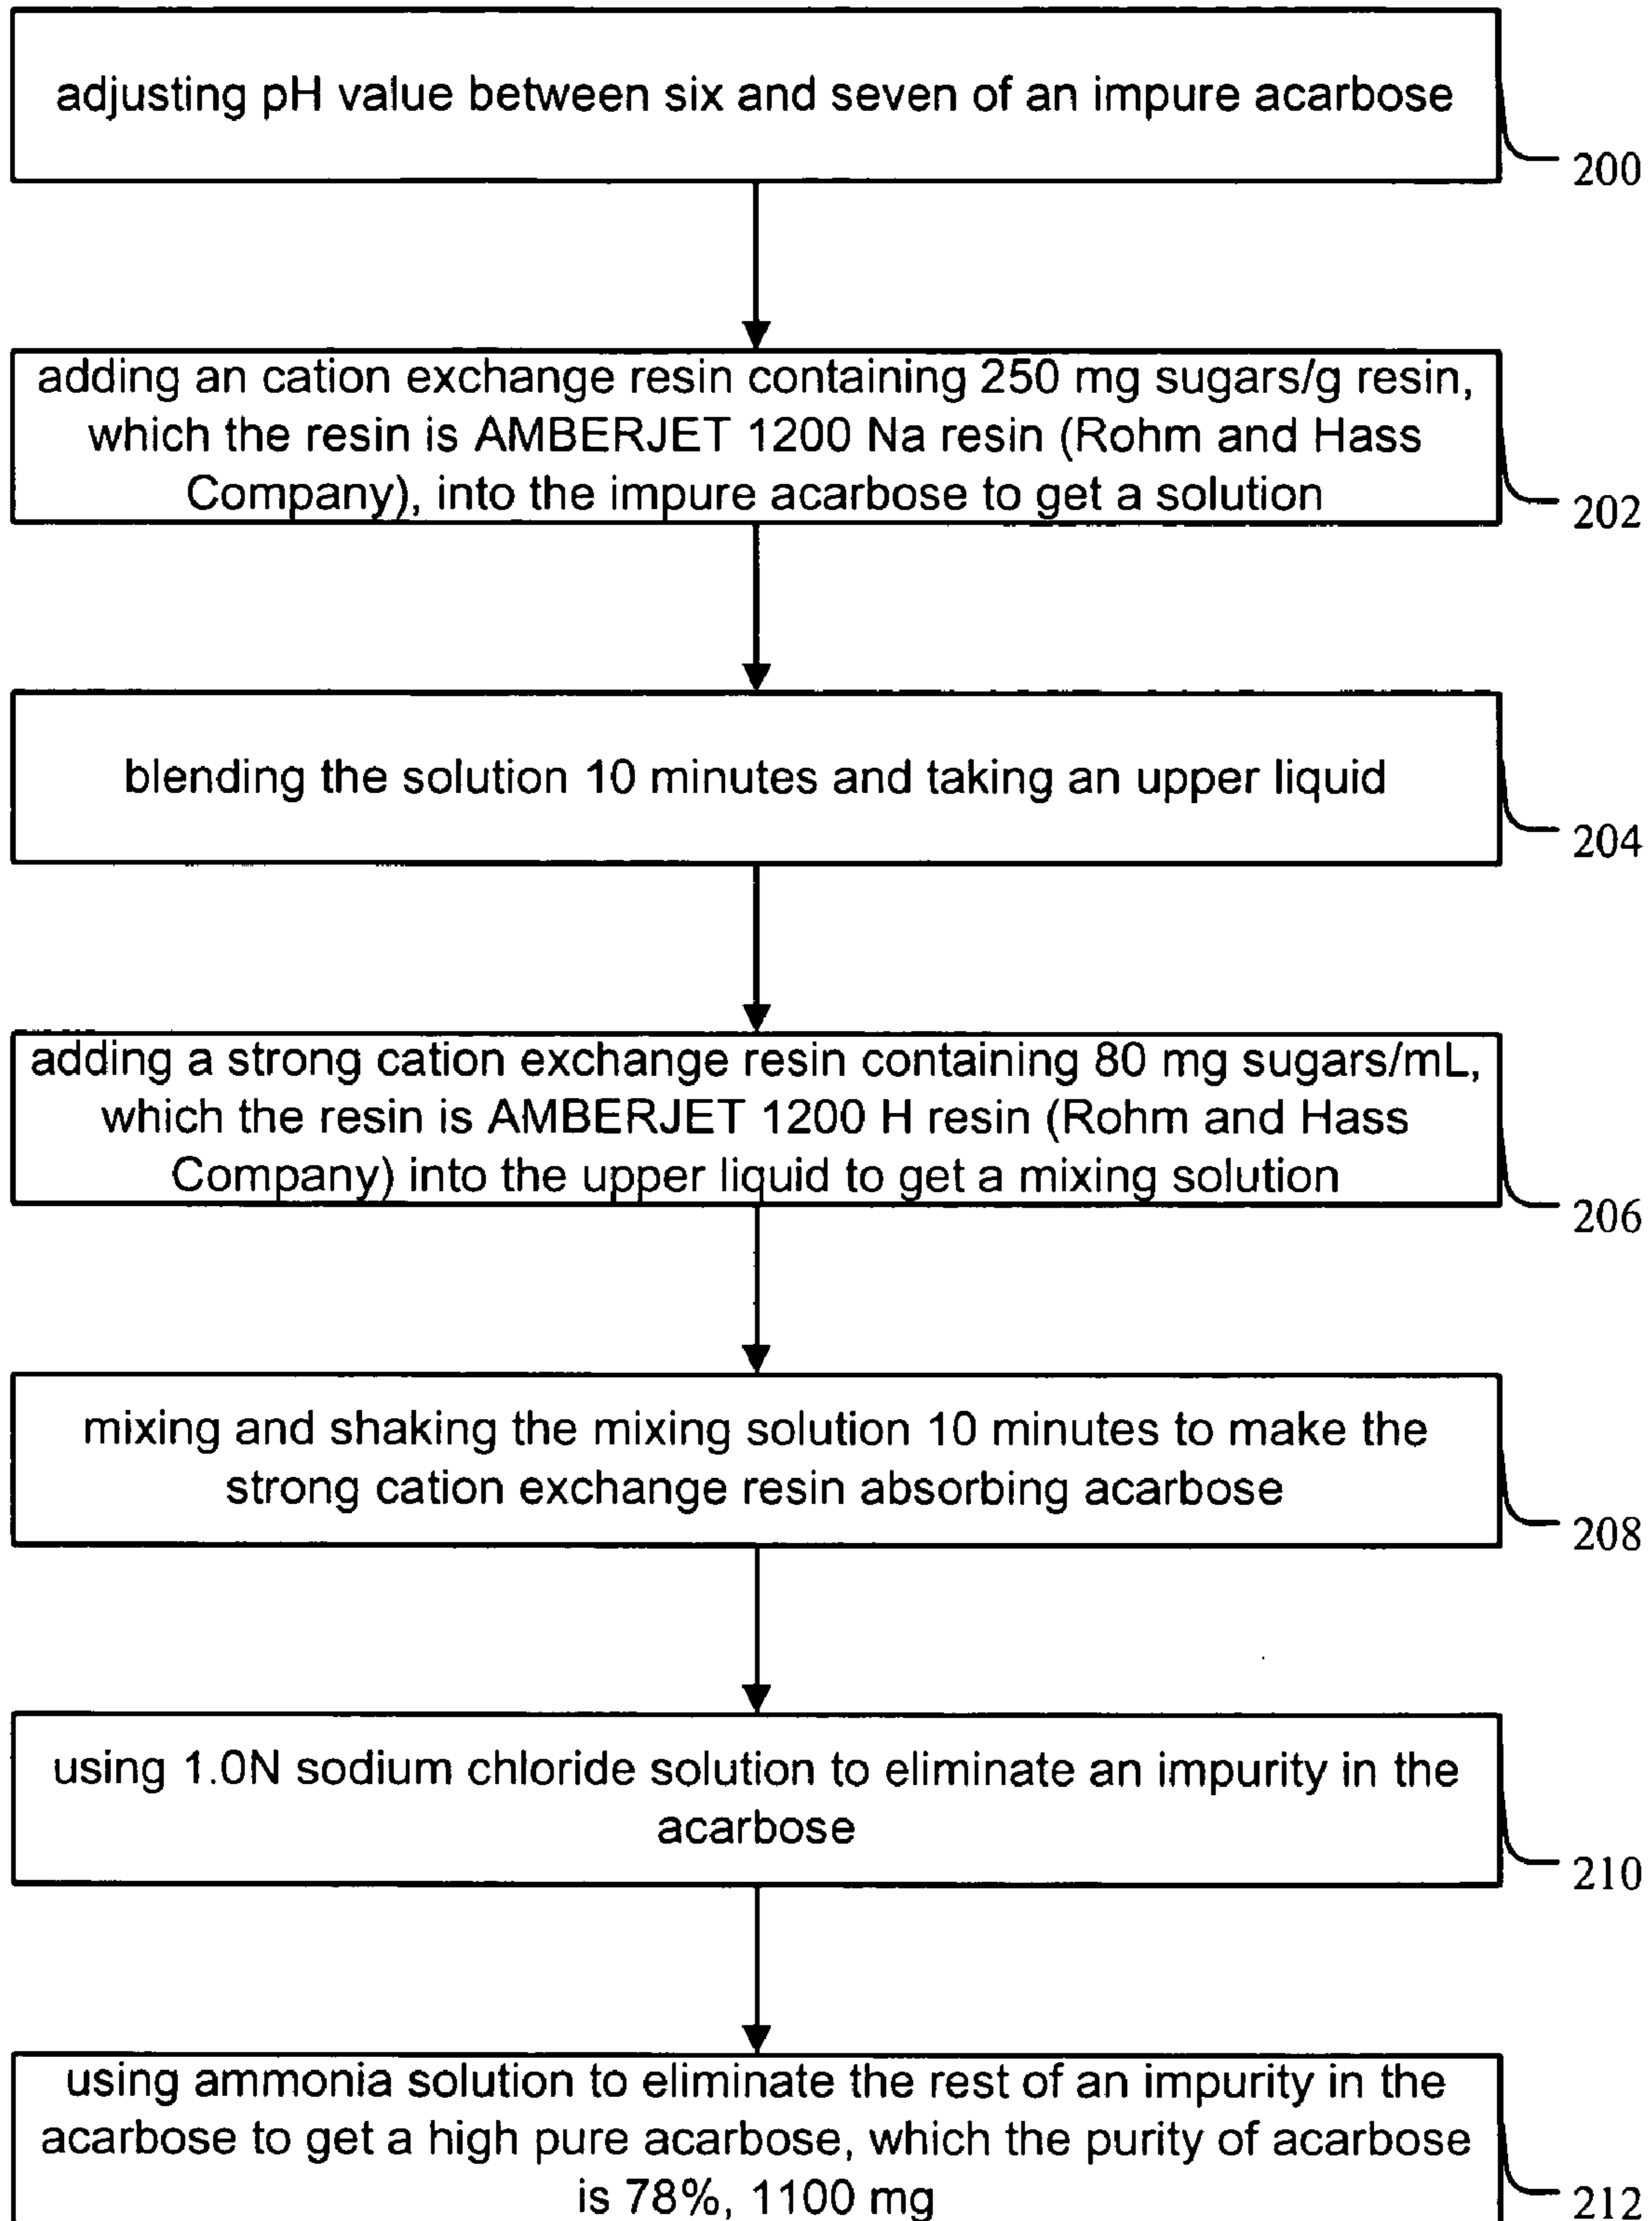 adjusting pH value between six and seven of an impure acarbose
200
adding an cation exchange resin containing 250 mg sugars/g resin,
which the resin is AMBERJET 1200 Na resin (Rohm and Hass
Company), into the impure acarbose to get a solution
202
blending the solution 10 minutes and taking an upper liquid
204
adding a strong cation exchange resin containing 80 mg sugars/mL,
which the resin is AMBERJET 1200 H resin (Rohm and Hass
Company) into the upper liquid to get a mixing solution
206
mixing and shaking the mixing solution 10 minutes to make the
strong cation exchange resin absorbing acarbose
208
using 1.0N sodium chloride solution to eliminate an impurity in the
acarbose
210
using ammonia solution to eliminate the rest of an impurity in the
acarbose to get a high pure acarbose, which the purity of acarbose
is 78%, 1100 mg
212